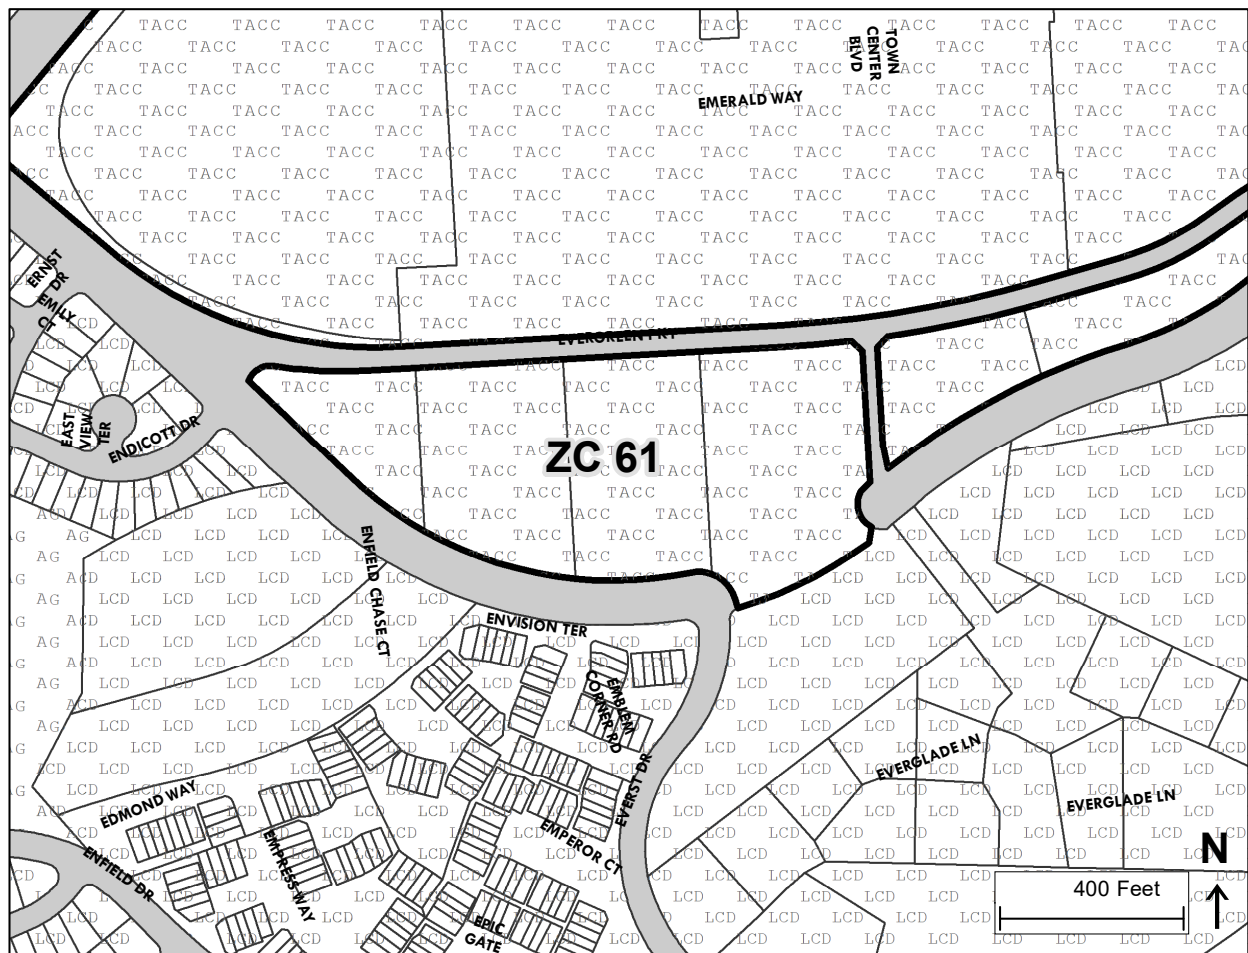 TACC
TOWN
CENTER
BLVD
EMERALD WAY
ERNST
DR
EMILY
CT
EVERGREEN PKY
EAST
VIEW
TER
ENDICOTT DR
ZC 61
LCD
AG
ENFIELD CHASE CT
ENVISION TER
EMBLEM
CORNER RD
EVERST DR
EVERGLADE LN
EVERGLADE LN
EDMOND WAY
EMPEROR CT
EMPRESS WAY
ENFIELD DR
EPIC
GATE
N
400 Feet